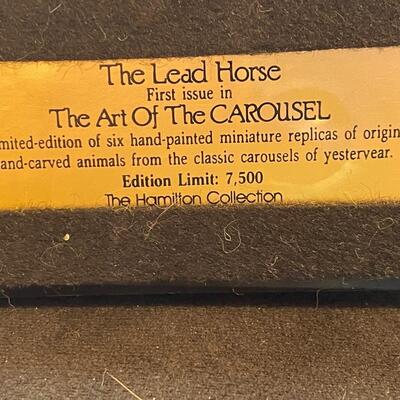 The Lead Horse
First issue in
The Art Of The CAROUSEL
imited-edition of six hand-painted miniature replicas of origin
and-carved animals from the classic carousels of yesteryear.
Edition Limit: 7,500
The Hamilton Collection